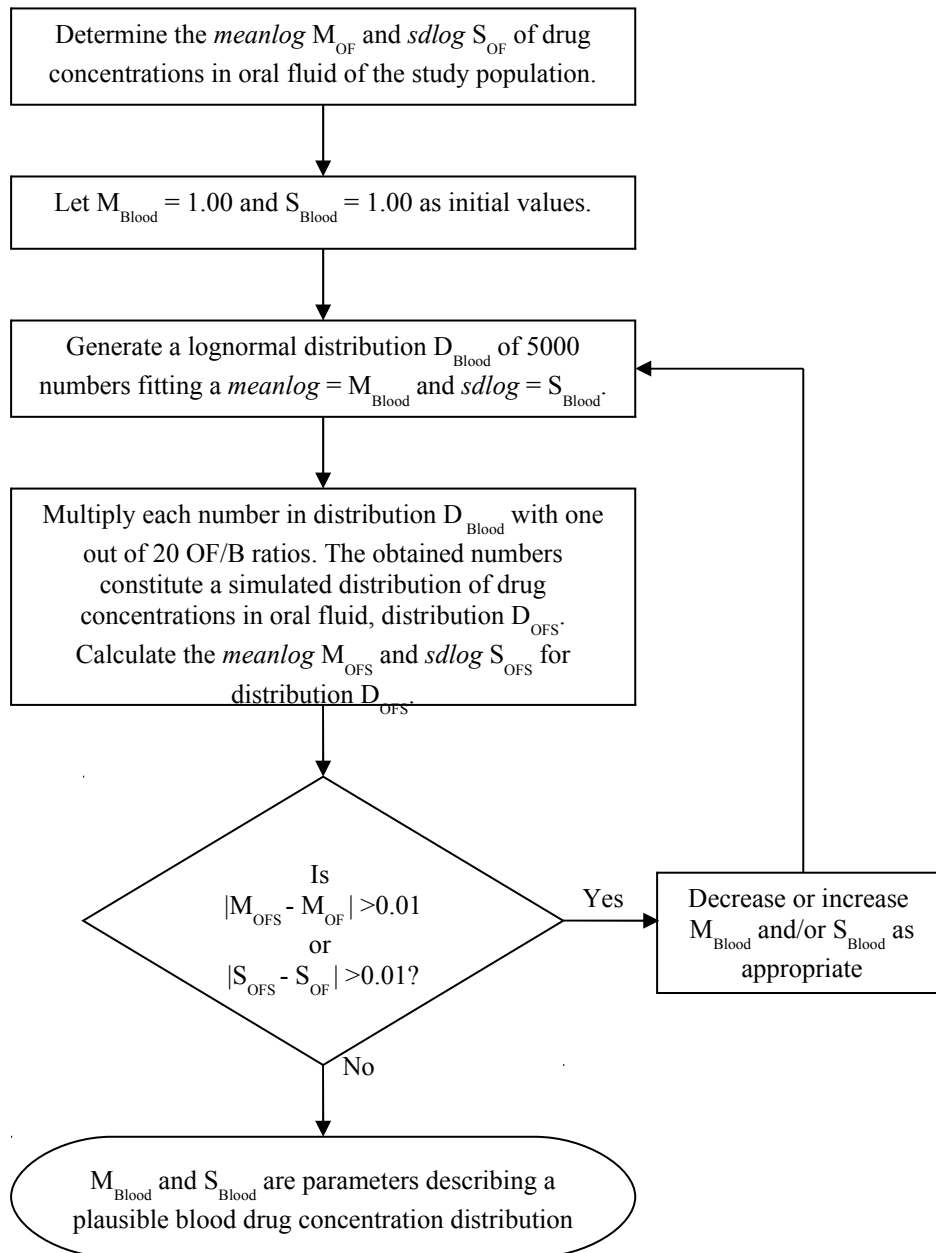 Determine the meanlog M_OF and sdlog S_OF of drug
concentrations in oral fluid of the study population.
Let M_Blood = 1.00 and S_Blood = 1.00 as initial values.
Generate a lognormal distribution D_Blood of 5000
numbers fitting a meanlog = M_Blood and sdlog = S_Blood.
Multiply each number in distribution D_Blood with one
out of 20 OF/B ratios. The obtained numbers
constitute a simulated distribution of drug
concentrations in oral fluid, distribution D_OFS.
Calculate the meanlog M_OFS and sdlog S_OFS for
distribution D_OFS.
Is
|M_OFS - M_OF| >0.01
or
|S_OFS - S_OF| >0.01?
Yes
Decrease or increase
M_Blood and/or S_Blood as
appropriate
No
M_Blood and S_Blood are parameters describing a
plausible blood drug concentration distribution